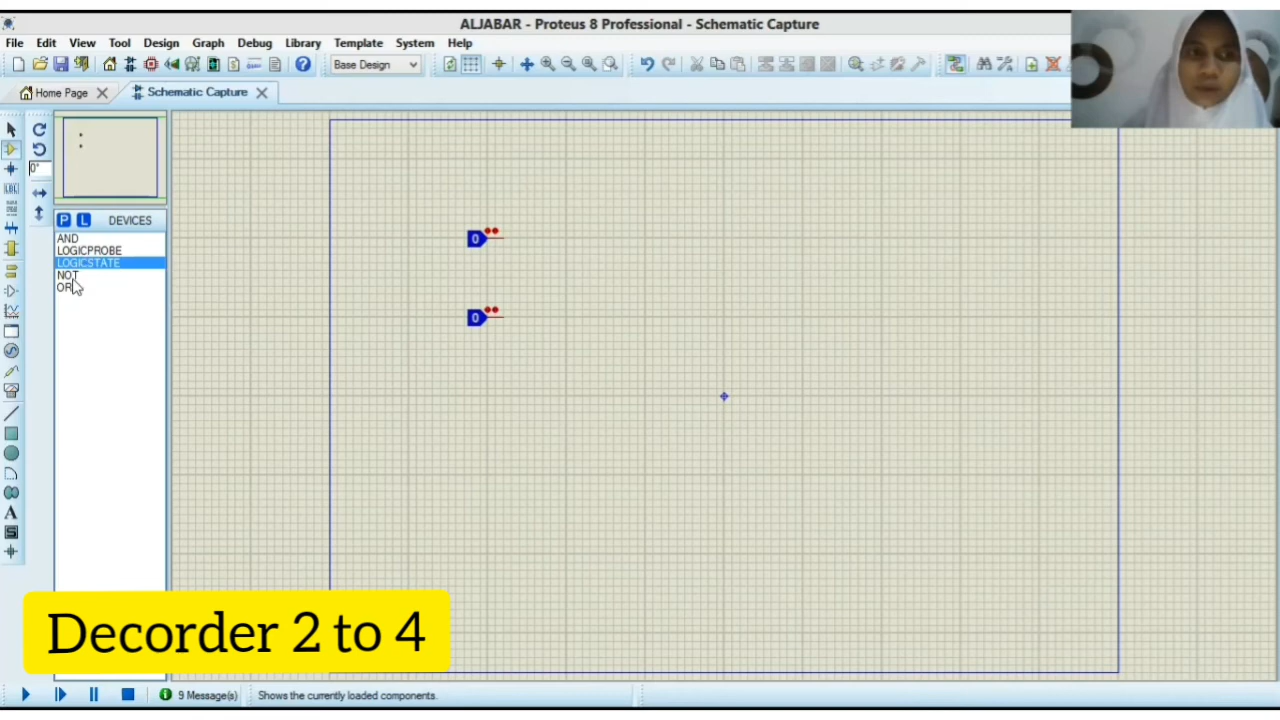 ALJABAR - Proteus 8 Professional - Schematic Capture
File Edit View Tool Design Graph Debug Library Template System Help
Base Design
Home Page Schematic Capture
0°
P L DEVICES
AND
LOGICPROBE
LOGICSTATE
NOT
OR
0
0
Decorder 2 to 4
9 Message(s) Shows the currently loaded components.